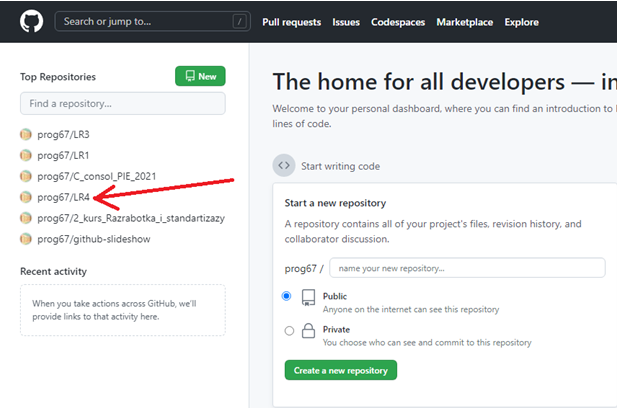 Search or jump to... /
Pull requests Issues Codespaces Marketplace Explore
Top Repositories
New
Find a repository...
prog67/LR3
prog67/LR1
prog67/C_consol_PIE_2021
prog67/LR4
prog67/2_kurs_Razrabotka_i_standartizazy
prog67/github-slideshow
Recent activity
When you take actions across GitHub, we'll
provide links to that activity here.
The home for all developers — in
Welcome to your personal dashboard, where you can find an introduction to
lines of code.
Start writing code
Start a new repository
A repository contains all of your project's files, revision history, and
collaborator discussion.
prog67 / name your new repository...
Public
Anyone on the internet can see this repository
Private
You choose who can see and commit to this repository
Create a new repository